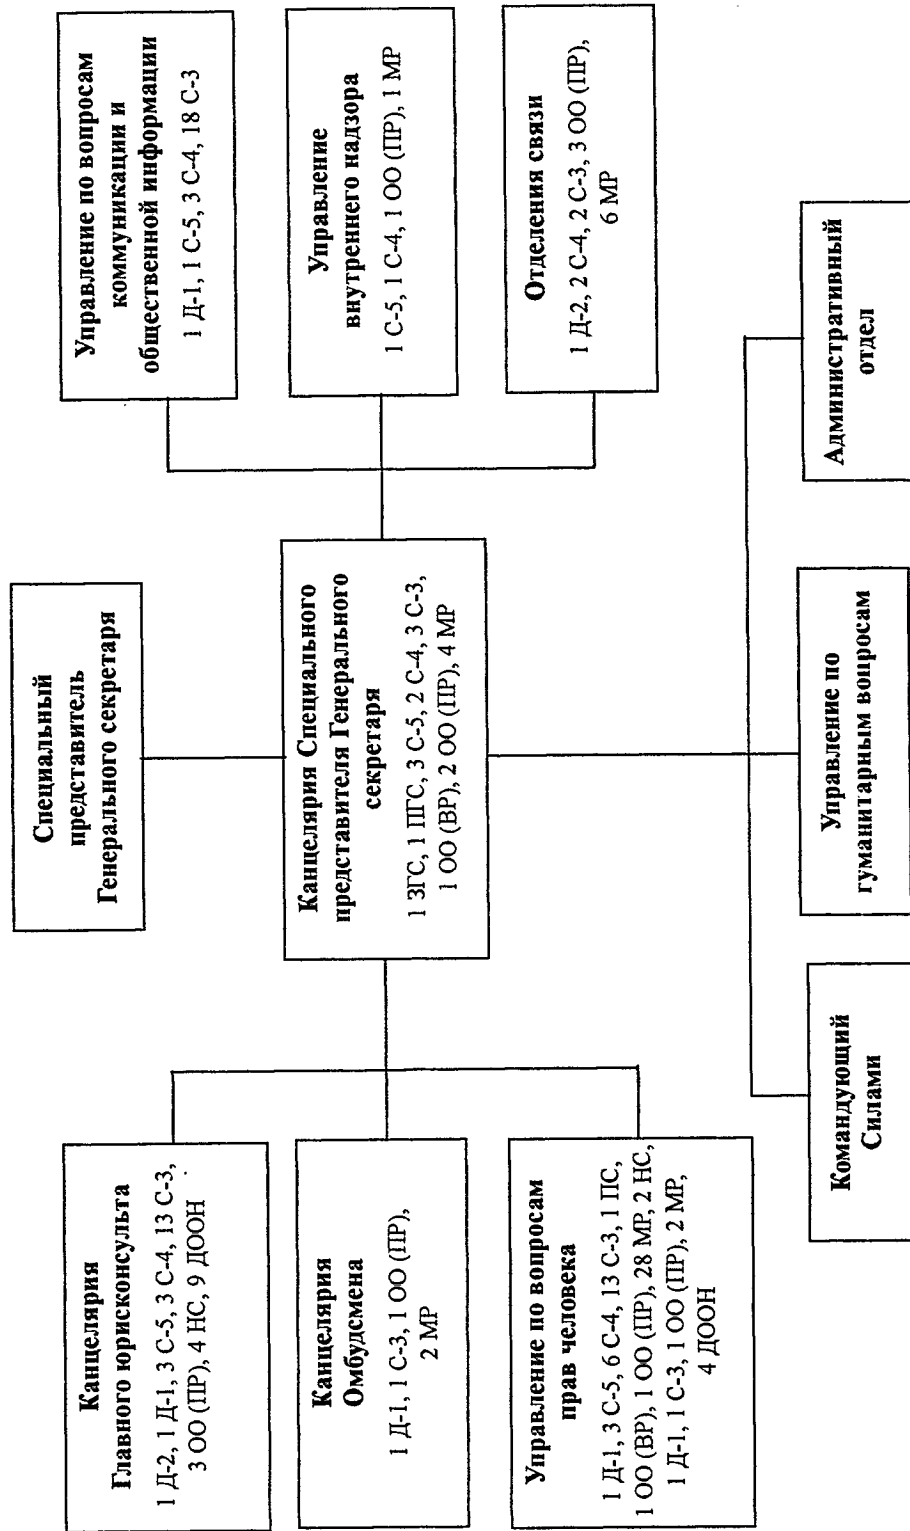 Специальный
представитель
Генерального секретаря
Канцелярия
Главного юрисконсульта
1 Д-2, 1 Д-1, 3 С-5, 3 С-4, 13 С-3,
3 ОО (ПР), 4 НС, 9 ДООН
Канцелярия
Омбудсмена
1 Д-1, 1 С-3, 1 ОО (ПР),
2 МР
Управление по вопросам
прав человека
1 Д-1, 3 С-5, 6 С-4, 13 С-3, 1 ПС,
1 ОО (ВР), 1 ОО (ПР), 28 МР, 2 НС,
1 Д-1, 1 С-3, 1 ОО (ПР), 2 МР,
4 ДООН
Канцелярия Специального
представителя Генерального
секретаря
1 ЗГС, 1 ПГС, 3 С-5, 2 С-4, 3 С-3,
1 ОО (ВР), 2 ОО (ПР), 4 МР
Управление по вопросам
коммуникации и
общественной информации
1 Д-1, 1 С-5, 3 С-4, 18 С-3
Управление
внутреннего надзора
1 С-5, 1 С-4, 1 ОО (ПР), 1 МР
Отделения связи
1 Д-2, 2 С-4, 2 С-3, 3 ОО (ПР),
6 МР
Командующий
Силами
Управление по
гуманитарным вопросам
Административный
отдел